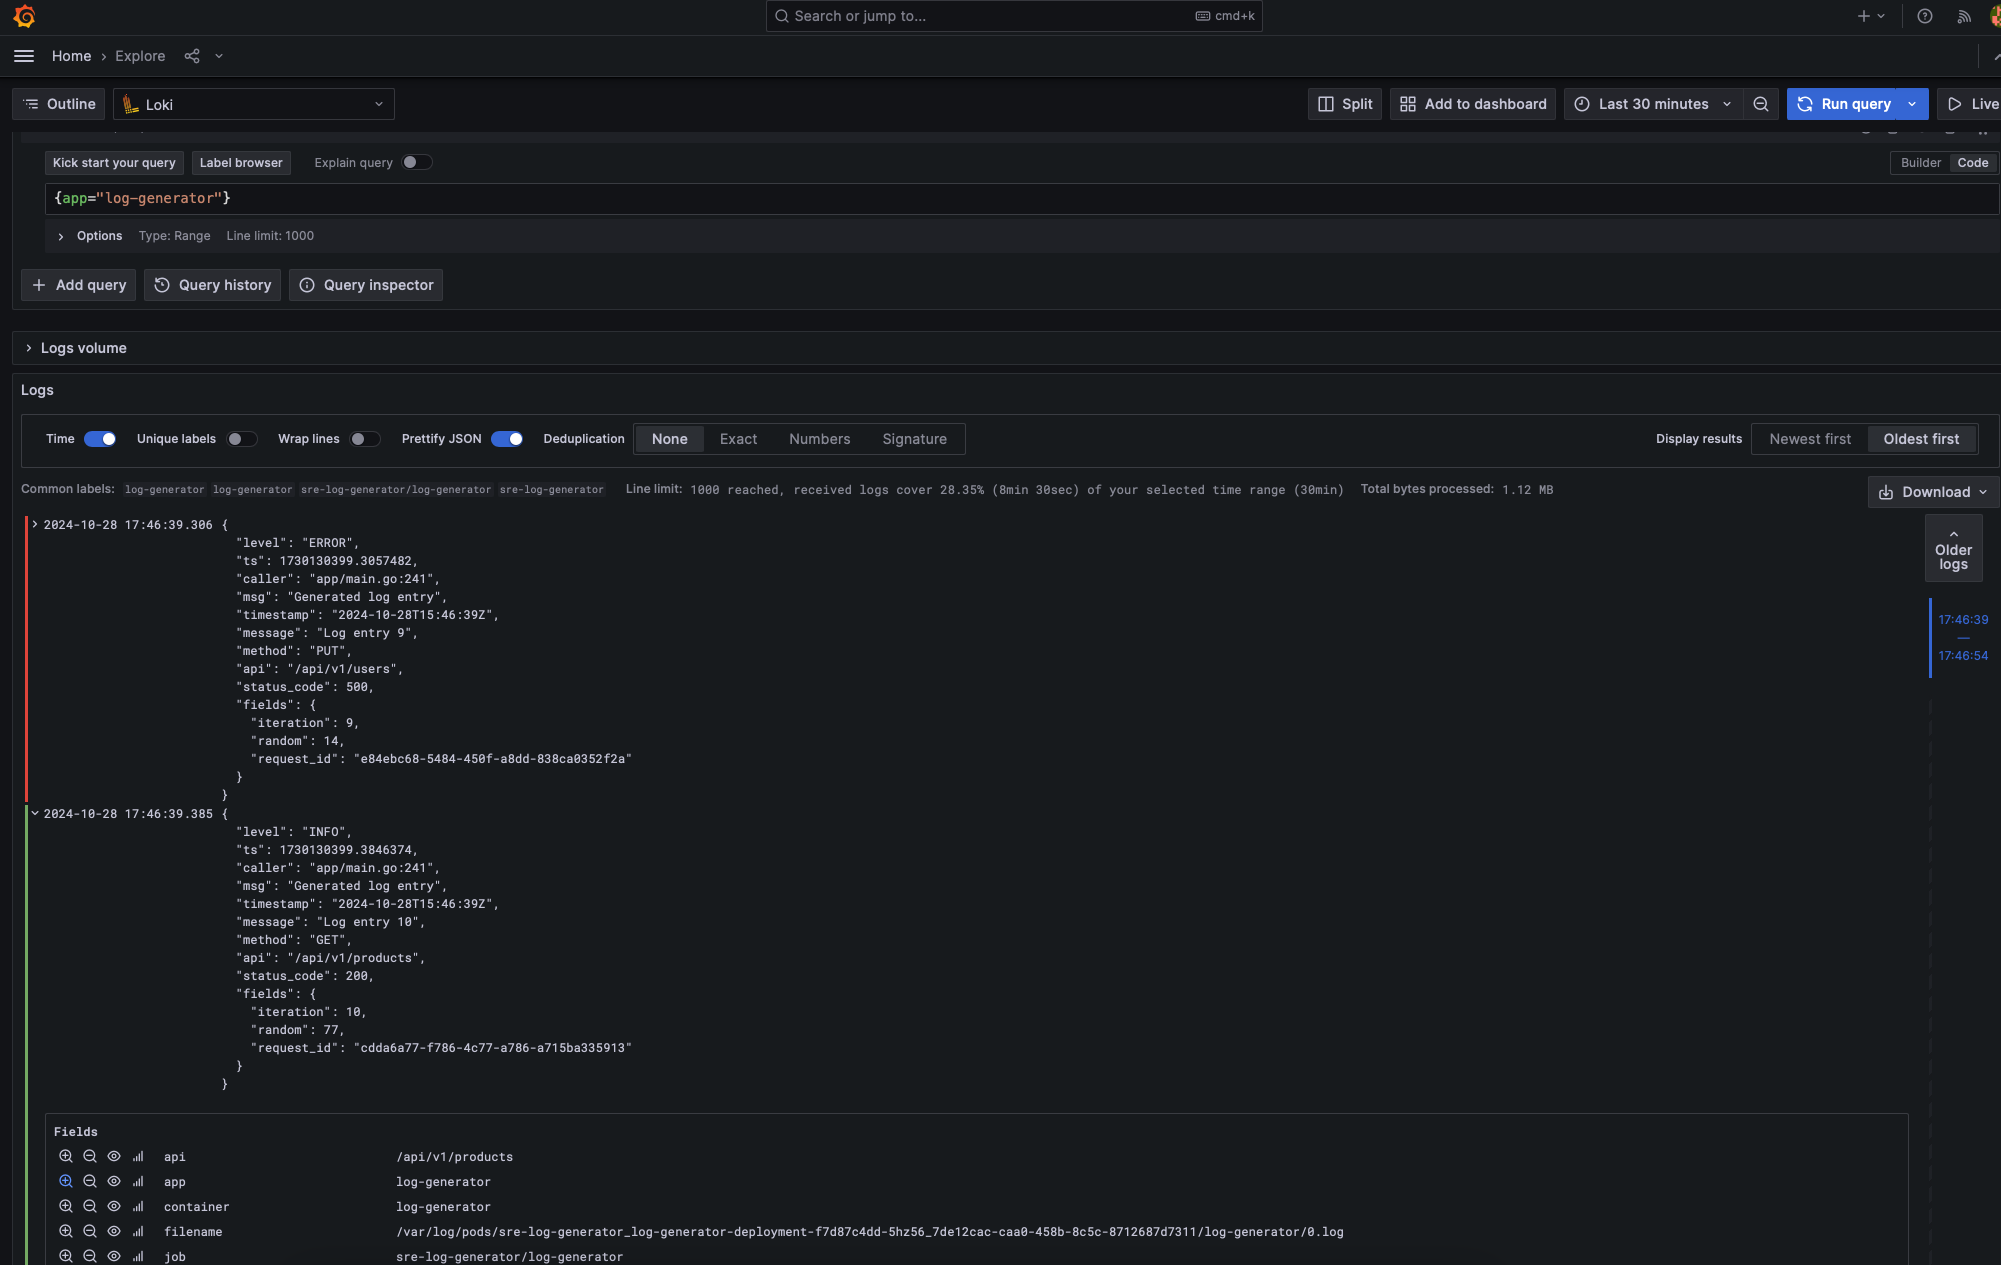 Search or jump to... cmd+k
Home › Explore
Outline Loki Split Add to dashboard Last 30 minutes Run query Live
Kick start your query Label browser Explain query Builder Code
{app="log-generator"}
Options Type: Range Line limit: 1000
+ Add query Query history Query inspector
Logs volume
Logs
Time Unique labels Wrap lines Prettify JSON Deduplication None Exact Numbers Signature Display results Newest first Oldest first
Common labels: log-generator log-generator sre-log-generator/log-generator sre-log-generator Line limit: 1000 reached, received logs cover 28.35% (8min 30sec) of your selected time range (30min) Total bytes processed: 1.12 MB Download
2024-10-28 17:46:39.306 {
"level": "ERROR",
"ts": 1730130399.3057482,
"caller": "app/main.go:241",
"msg": "Generated log entry",
"timestamp": "2024-10-28T15:46:39Z",
"message": "Log entry 9",
"method": "PUT",
"api": "/api/v1/users",
"status_code": 500,
"fields": {
"iteration": 9,
"random": 14,
"request_id": "e84ebc68-5484-450f-a8dd-838ca0352f2a"
}
}
Older
logs
17:46:39
—
17:46:54
2024-10-28 17:46:39.385 {
"level": "INFO",
"ts": 1730130399.3846374,
"caller": "app/main.go:241",
"msg": "Generated log entry",
"timestamp": "2024-10-28T15:46:39Z",
"message": "Log entry 10",
"method": "GET",
"api": "/api/v1/products",
"status_code": 200,
"fields": {
"iteration": 10,
"random": 77,
"request_id": "cdda6a77-f786-4c77-a786-a715ba335913"
}
}
Fields
api /api/v1/products
app log-generator
container log-generator
filename /var/log/pods/sre-log-generator_log-generator-deployment-f7d87c4dd-5hz56_7de12cac-caa0-458b-8c5c-8712687d7311/log-generator/0.log
job sre-log-generator/log-generator